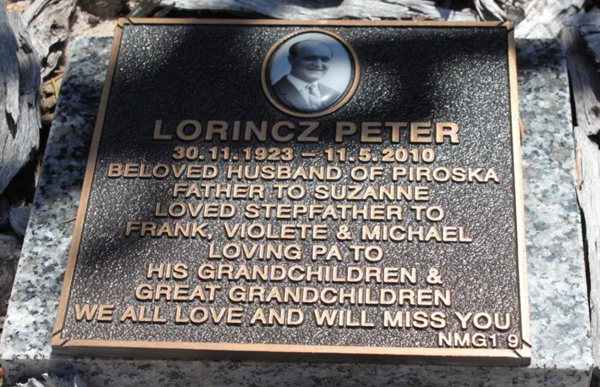 LORINCZ PETER
30.11.1923 – 11.5.2010
BELOVED HUSBAND OF PIROSKA
FATHER TO SUZANNE
LOVED STEPFATHER TO
FRANK, VIOLETE & MICHAEL
LOVING PA TO
HIS GRANDCHILDREN &
GREAT GRANDCHILDREN
WE ALL LOVE AND WILL MISS YOU
NMG1 9